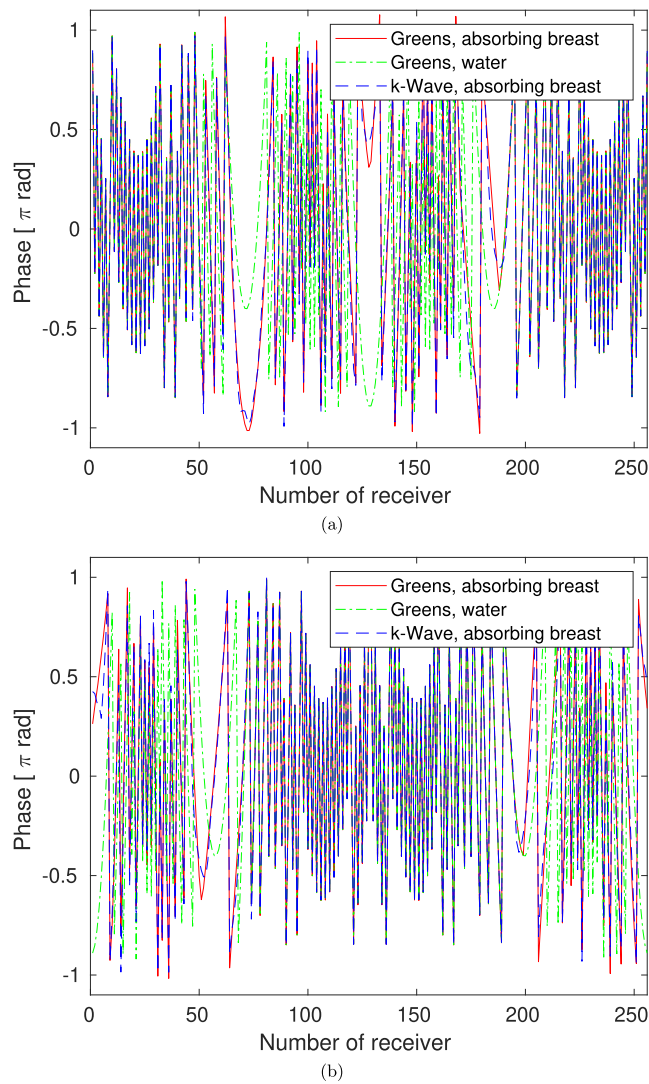 1
0.5
0
-0.5
-1
Phase [ π rad]
Greens, absorbing breast
Greens, water
k-Wave, absorbing breast
0 50 100 150 200 250
Number of receiver
(a)
1
0.5
0
-0.5
-1
Phase [ π rad]
Greens, absorbing breast
Greens, water
k-Wave, absorbing breast
0 50 100 150 200 250
Number of receiver
(b)